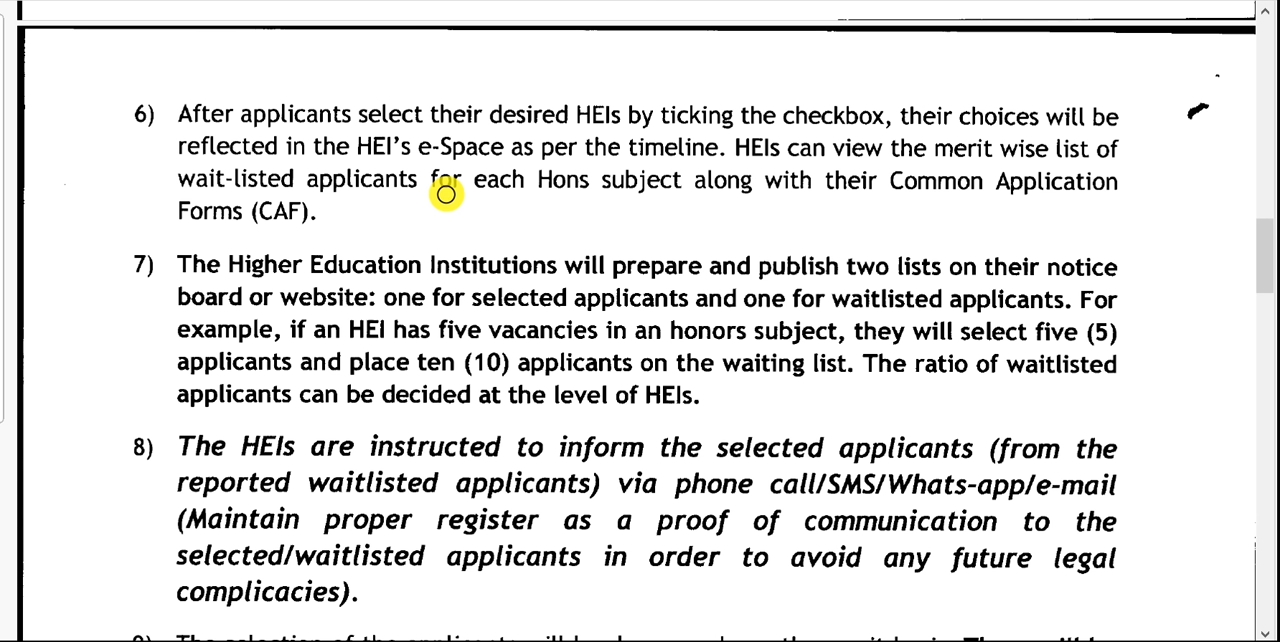 6) After applicants select their desired HEIs by ticking the checkbox, their choices will be
reflected in the HEI's e-Space as per the timeline. HEIs can view the merit wise list of
wait-listed applicants for each Hons subject along with their Common Application
Forms (CAF).
7) The Higher Education Institutions will prepare and publish two lists on their notice
board or website: one for selected applicants and one for waitlisted applicants. For
example, if an HEI has five vacancies in an honors subject, they will select five (5)
applicants and place ten (10) applicants on the waiting list. The ratio of waitlisted
applicants can be decided at the level of HEIs.
8) The HEIs are instructed to inform the selected applicants (from the
reported waitlisted applicants) via phone call/SMS/Whats-app/e-mail
(Maintain proper register as a proof of communication to the
selected/waitlisted applicants in order to avoid any future legal
complicacies).